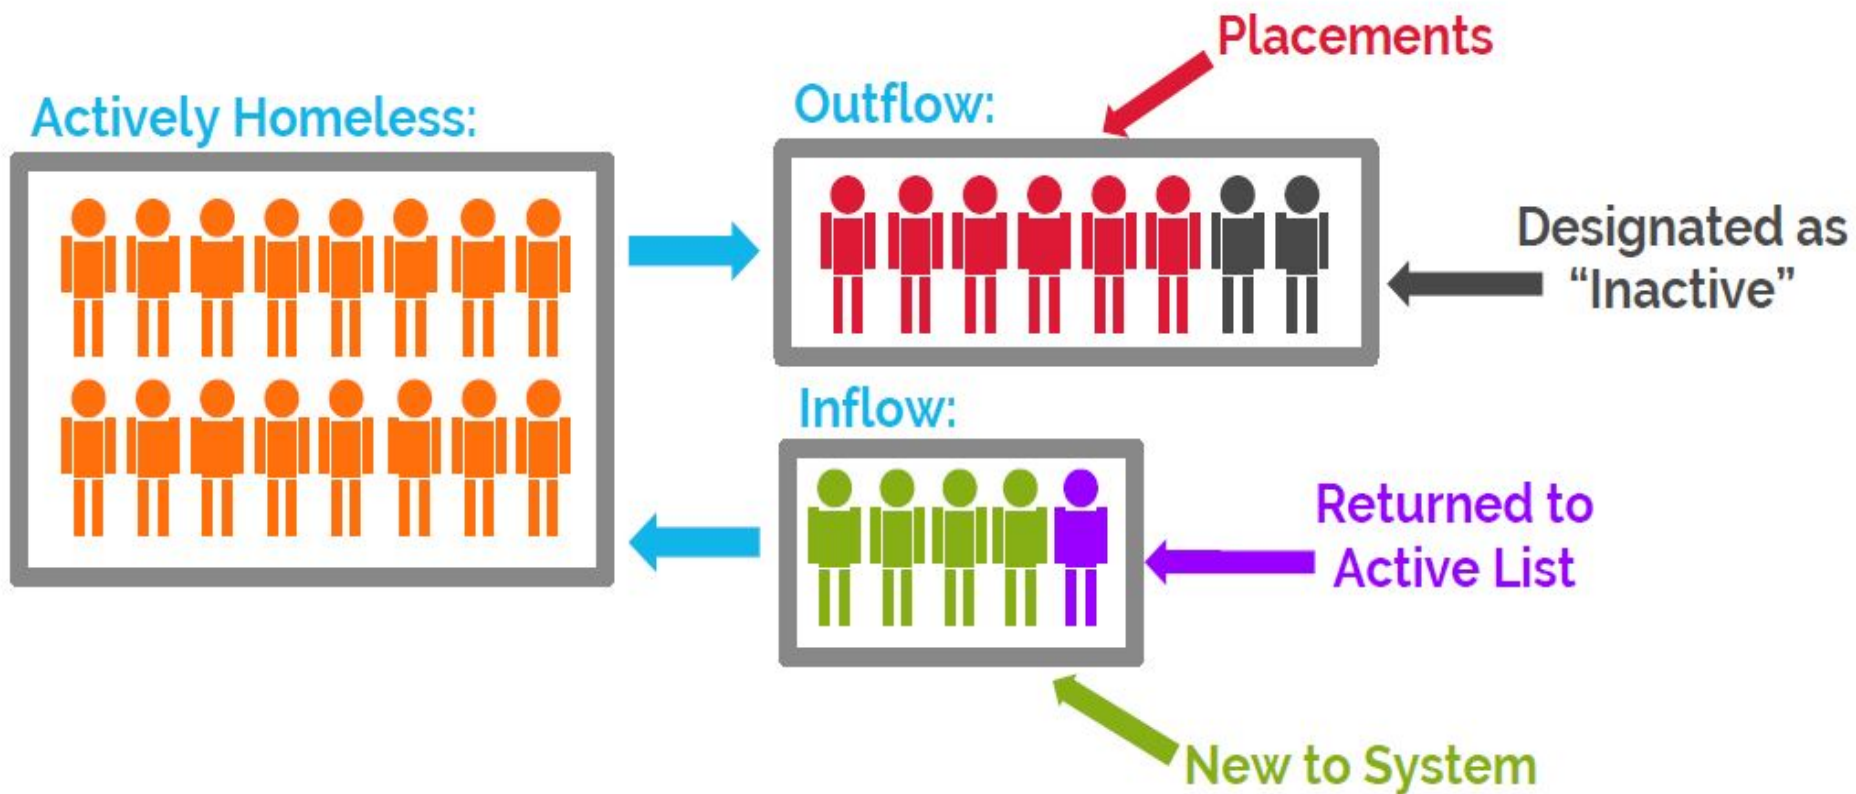 Placements
Outflow:
Actively Homeless:
Designated as
“Inactive”
Inflow:
Returned to
Active List
New to System